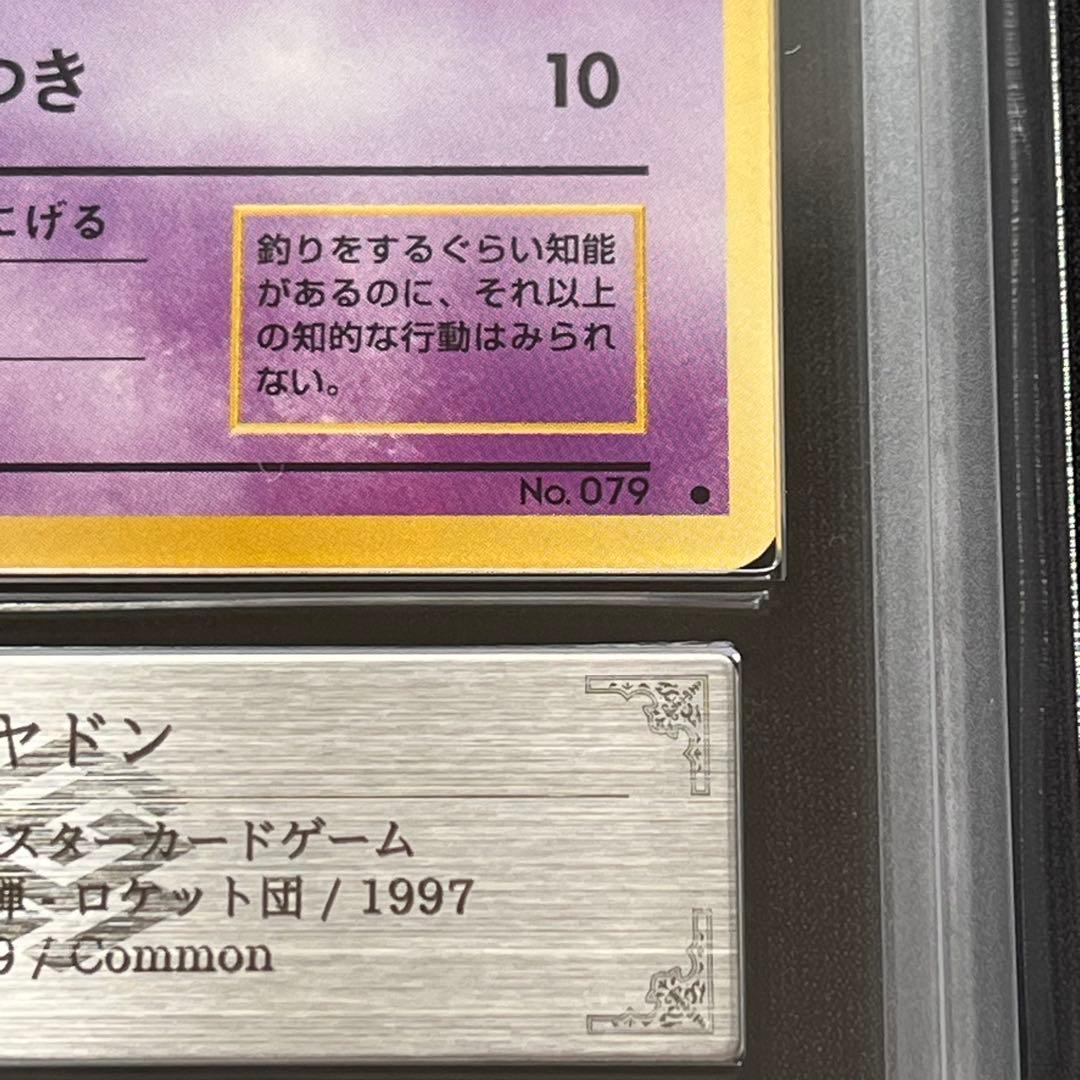 つき 10
にげる
釣りをするぐらい知能
があるのに、それ以上
の知的な行動はみられ
ない。
No. 079 ●
ヤドン
スターカードゲーム
弾 - ロケット団 / 1997
9 / Common